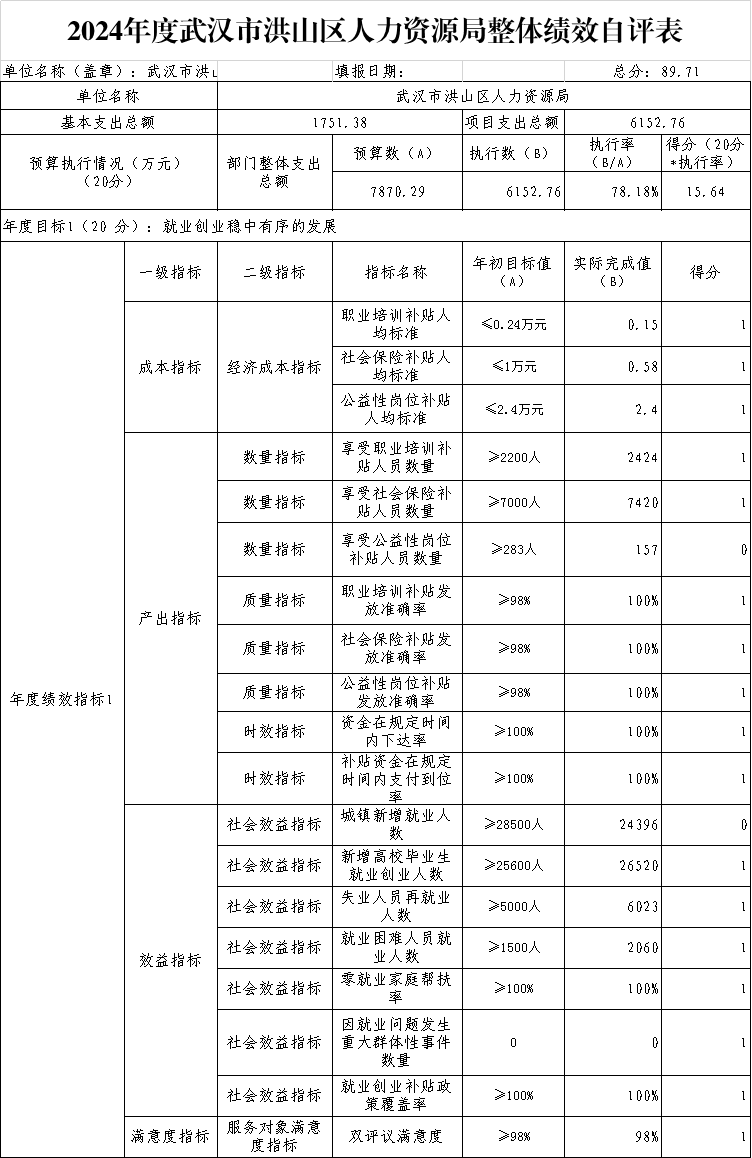 2024年度武汉市洪山区人力资源局整体绩效自评表
单位名称（盖章）：武汉市洪山 填报日期： 总分：89.71
单位名称 武汉市洪山区人力资源局
基本支出总额 1751.38 项目支出总额 6152.76
预算执行情况（万元）（20分） 部门整体支出总额 预算数（A） 执行数（B） 执行率（B/A） 得分（20分*执行率）
7870.29 6152.76 78.18% 15.64
年度目标1（20 分）：就业创业稳中有序的发展
年度绩效指标1 一级指标 二级指标 指标名称 年初目标值（A） 实际完成值（B） 得分
成本指标 经济成本指标 职业培训补贴人均标准 ≤0.24万元 0.15 1
社会保险补贴人均标准 ≤1万元 0.58 1
公益性岗位补贴人均标准 ≤2.4万元 2.4 1
产出指标 数量指标 享受职业培训补贴人员数量 ≥2200人 2424 1
数量指标 享受社会保险补贴人员数量 ≥7000人 7420 1
数量指标 享受公益性岗位补贴人员数量 ≥283人 157 0
质量指标 职业培训补贴发放准确率 ≥98% 100% 1
质量指标 社会保险补贴发放准确率 ≥98% 100% 1
质量指标 公益性岗位补贴发放准确率 ≥98% 100% 1
时效指标 资金在规定时间内下达率 ≥100% 100% 1
时效指标 补贴资金在规定时间内支付到位率 ≥100% 100% 1
效益指标 社会效益指标 城镇新增就业人数 ≥28500人 24396 0
社会效益指标 新增高校毕业生就业创业人数 ≥25600人 26520 1
社会效益指标 失业人员再就业人数 ≥5000人 6023 1
社会效益指标 就业困难人员就业人数 ≥1500人 2060 1
社会效益指标 零就业家庭帮扶率 ≥100% 100% 1
社会效益指标 因就业问题发生重大群体性事件数量 0 0 1
社会效益指标 就业创业补贴政策覆盖率 ≥100% 100% 1
满意度指标 服务对象满意度指标 双评议满意度 ≥98% 98% 1